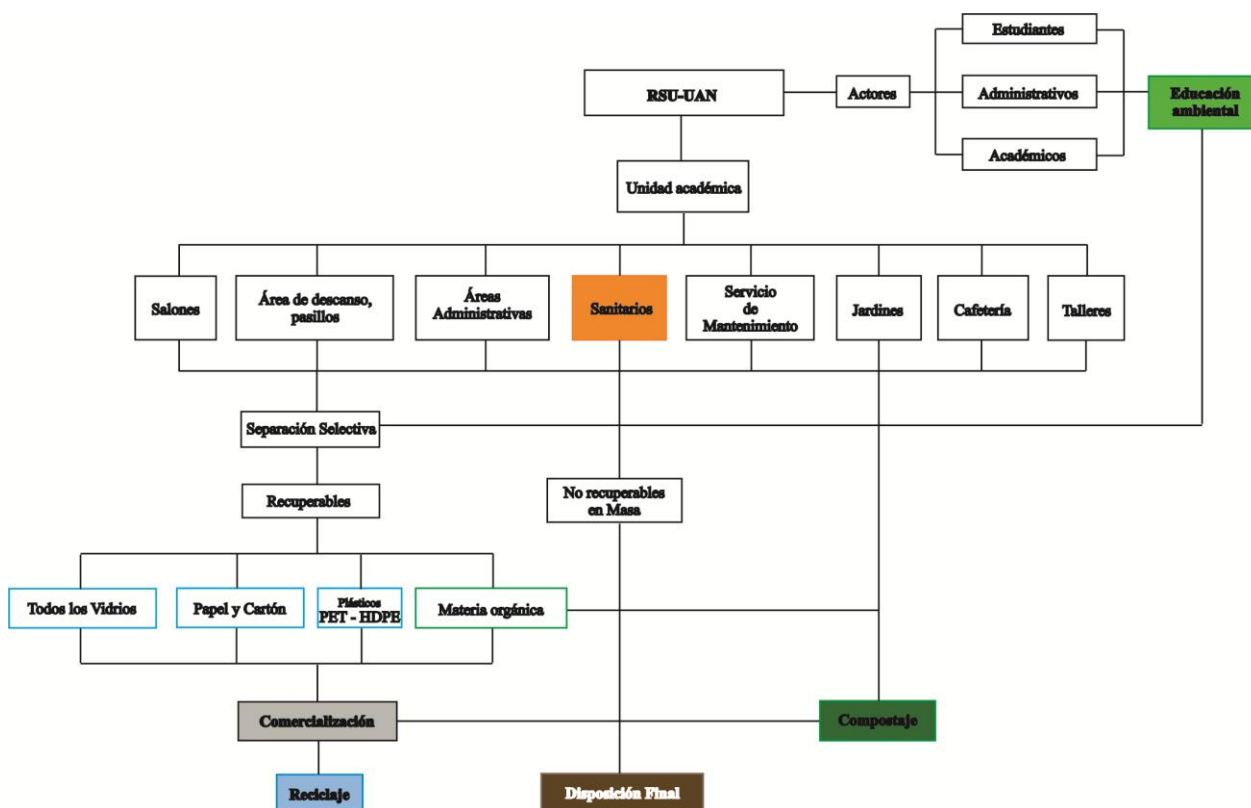 Estudiantes
RSU-UAN
Actores
Administrativos
Educación
ambiental
Académicos
Unidad académica
Salones
Área de descanso,
pasillos
Áreas
Administrativas
Sanitarios
Servicio
de
Mantenimiento
Jardines
Cafetería
Talleres
Separación Selectiva
Recuperables
No recuperables
en Masa
Todos los Vidrios
Papel y Cartón
Plásticos
PET - HDPE
Materia orgánica
Comercialización
Compostaje
Reciclaje
Disposición Final